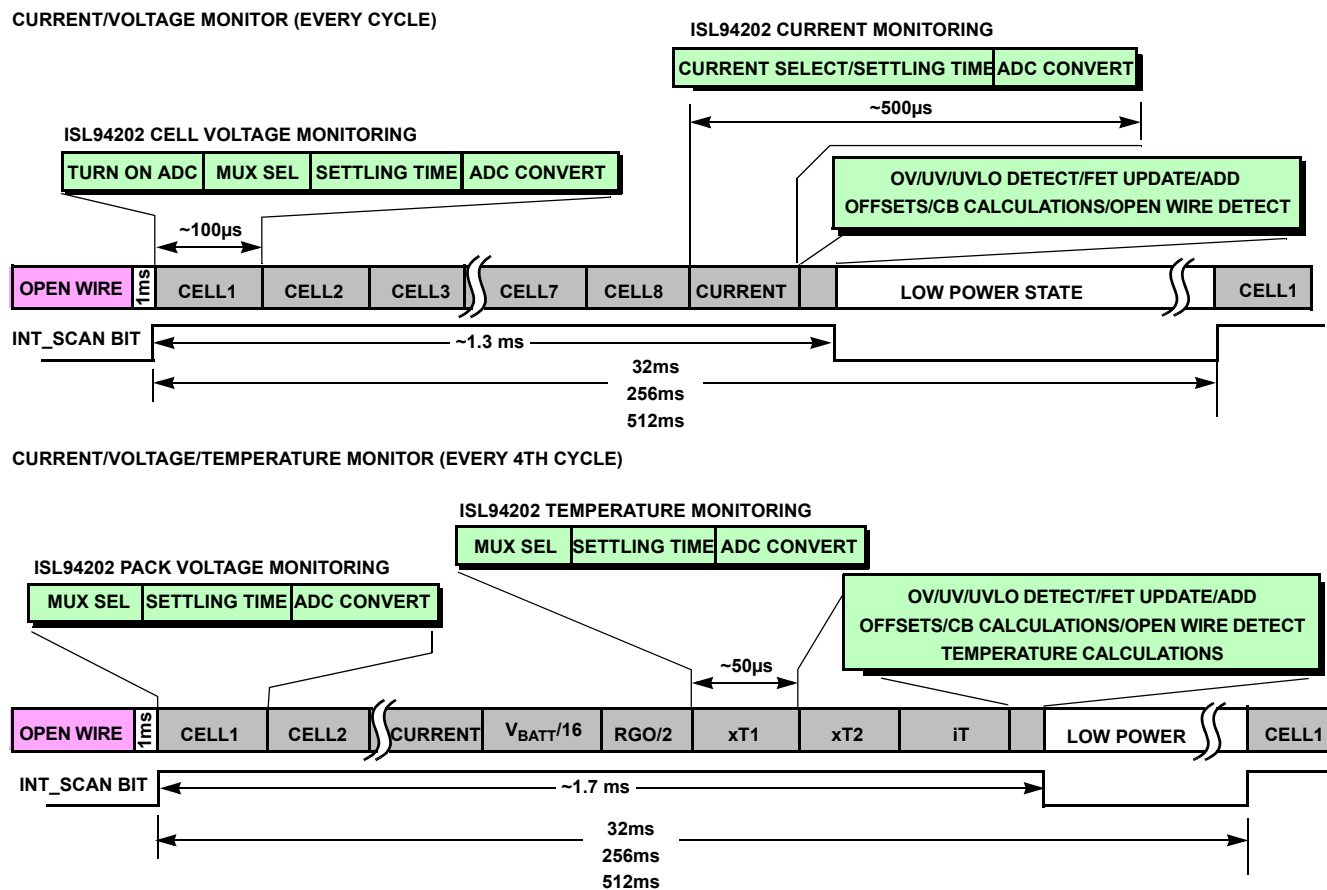 CURRENT/VOLTAGE MONITOR (EVERY CYCLE)
ISL94202 CURRENT MONITORING
CURRENT SELECT/SETTLING TIME ADC CONVERT
~500µs
ISL94202 CELL VOLTAGE MONITORING
TURN ON ADC MUX SEL SETTLING TIME ADC CONVERT
OV/UV/UVLO DETECT/FET UPDATE/ADD
OFFSETS/CB CALCULATIONS/OPEN WIRE DETECT
~100µs
OPEN WIRE 1ms CELL1 CELL2 CELL3 CELL7 CELL8 CURRENT LOW POWER STATE CELL1
INT_SCAN BIT
~1.3 ms
32ms
256ms
512ms
CURRENT/VOLTAGE/TEMPERATURE MONITOR (EVERY 4TH CYCLE)
ISL94202 TEMPERATURE MONITORING
MUX SEL SETTLING TIME ADC CONVERT
ISL94202 PACK VOLTAGE MONITORING
MUX SEL SETTLING TIME ADC CONVERT
OV/UV/UVLO DETECT/FET UPDATE/ADD
OFFSETS/CB CALCULATIONS/OPEN WIRE DETECT
TEMPERATURE CALCULATIONS
~50µs
OPEN WIRE 1ms CELL1 CELL2 CURRENT VBATT/16 RGO/2 xT1 xT2 iT LOW POWER CELL1
INT_SCAN BIT
~1.7 ms
32ms
256ms
512ms